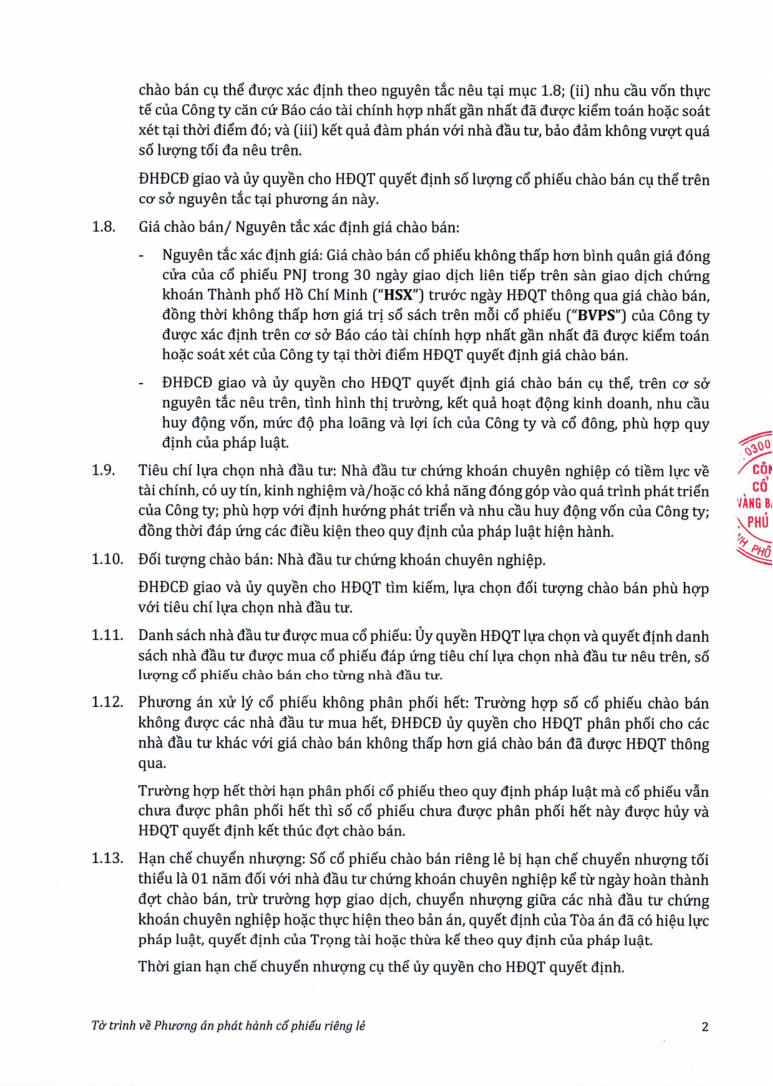 chào bán cụ thể được xác định theo nguyên tắc nêu tại mục 1.8; (ii) nhu cầu vốn thực
tế của Công ty căn cứ Báo cáo tài chính hợp nhất gần nhất đã được kiểm toán hoặc soát
xét tại thời điểm đó; và (iii) kết quả đàm phán với nhà đầu tư, bảo đảm không vượt quá
số lượng tối đa nêu trên.
ĐHĐCĐ giao và ủy quyền cho HĐQT quyết định số lượng cổ phiếu chào bán cụ thể trên
cơ sở nguyên tắc tại phương án này.
1.8. Giá chào bán/ Nguyên tắc xác định giá chào bán:
- Nguyên tắc xác định giá: Giá chào bán cổ phiếu không thấp hơn bình quân giá đóng
cửa của cổ phiếu PNJ trong 30 ngày giao dịch liên tiếp trên sàn giao dịch chứng
khoán Thành phố Hồ Chí Minh ("HSX") trước ngày HĐQT thông qua giá chào bán,
đồng thời không thấp hơn giá trị sổ sách trên mỗi cổ phiếu ("BVPS") của Công ty
được xác định trên cơ sở Báo cáo tài chính hợp nhất gần nhất đã được kiểm toán
hoặc soát xét của Công ty tại thời điểm HĐQT quyết định giá chào bán.
- ĐHĐCĐ giao và ủy quyền cho HĐQT quyết định giá chào bán cụ thể, trên cơ sở
nguyên tắc nêu trên, tình hình thị trường, kết quả hoạt động kinh doanh, nhu cầu
huy động vốn, mức độ pha loãng và lợi ích của Công ty và cổ đông, phù hợp quy
định của pháp luật.
1.9. Tiêu chí lựa chọn nhà đầu tư: Nhà đầu tư chứng khoán chuyên nghiệp có tiềm lực về
tài chính, có uy tín, kinh nghiệm và/hoặc có khả năng đóng góp vào quá trình phát triển
của Công ty; phù hợp với định hướng phát triển và nhu cầu huy động vốn của Công ty;
đồng thời đáp ứng các điều kiện theo quy định của pháp luật hiện hành.
1.10. Đối tượng chào bán: Nhà đầu tư chứng khoán chuyên nghiệp.
ĐHĐCĐ giao và ủy quyền cho HĐQT tìm kiếm, lựa chọn đối tượng chào bán phù hợp
với tiêu chí lựa chọn nhà đầu tư.
1.11. Danh sách nhà đầu tư được mua cổ phiếu: Ủy quyền HĐQT lựa chọn và quyết định danh
sách nhà đầu tư được mua cổ phiếu đáp ứng tiêu chí lựa chọn nhà đầu tư nêu trên, số
lượng cổ phiếu chào bán cho từng nhà đầu tư.
1.12. Phương án xử lý cổ phiếu không phân phối hết: Trường hợp số cổ phiếu chào bán
không được các nhà đầu tư mua hết, ĐHĐCĐ ủy quyền cho HĐQT phân phối cho các
nhà đầu tư khác với giá chào bán không thấp hơn giá chào bán đã được HĐQT thông
qua.
Trường hợp hết thời hạn phân phối cổ phiếu theo quy định pháp luật mà cổ phiếu vẫn
chưa được phân phối hết thì số cổ phiếu chưa được phân phối hết này được hủy và
HĐQT quyết định kết thúc đợt chào bán.
1.13. Hạn chế chuyển nhượng: Số cổ phiếu chào bán riêng lẻ bị hạn chế chuyển nhượng tối
thiểu là 01 năm đối với nhà đầu tư chứng khoán chuyên nghiệp kể từ ngày hoàn thành
đợt chào bán, trừ trường hợp giao dịch, chuyển nhượng giữa các nhà đầu tư chứng
khoán chuyên nghiệp hoặc thực hiện theo bản án, quyết định của Tòa án đã có hiệu lực
pháp luật, quyết định của Trọng tài hoặc thừa kế theo quy định của pháp luật.
Thời gian hạn chế chuyển nhượng cụ thể ủy quyền cho HĐQT quyết định.
0300
CÔN
CỔ
VÀNG B
PHÚ
PHỐ
Tờ trình về Phương án phát hành cổ phiếu riêng lẻ 2